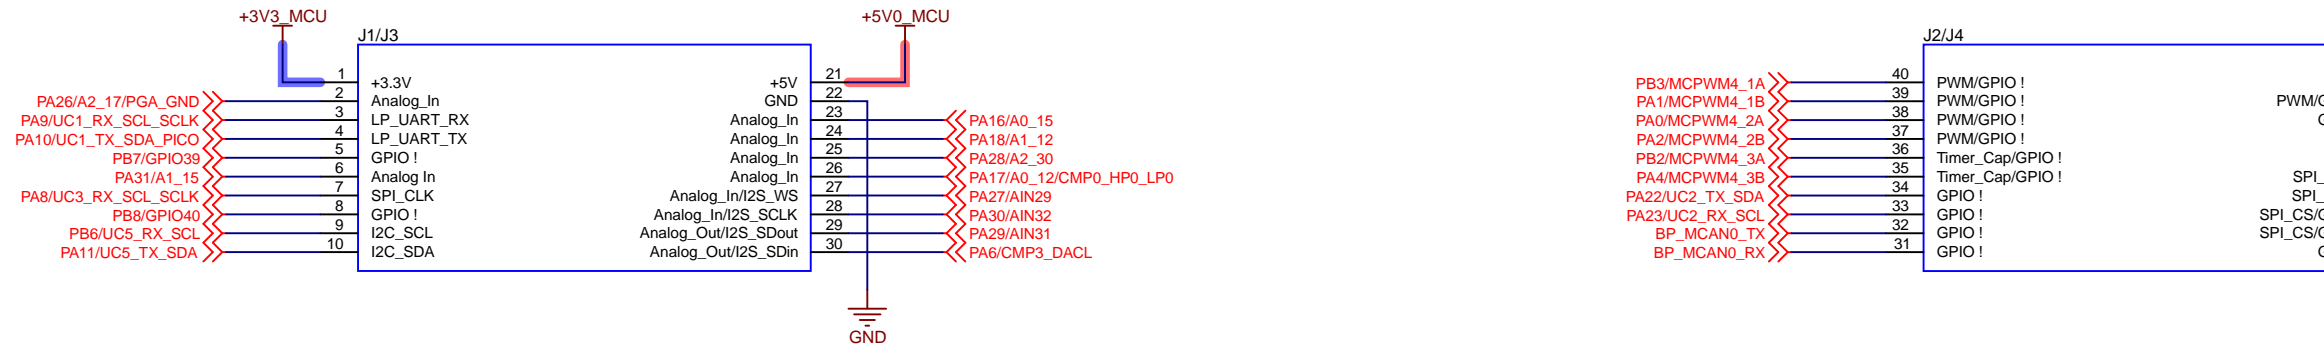 +3V3_MCU
+5V0_MCU
J1/J3
J2/J4
1 +3.3V
PA26/A2_17/PGA_GND 2 Analog_In
PA9/UC1_RX_SCL_SCLK 3 LP_UART_RX
PA10/UC1_TX_SDA_PICO 4 LP_UART_TX
PB7/GPIO39 5 GPIO !
PA31/A1_15 6 Analog In
PA8/UC3_RX_SCL_SCLK 7 SPI_CLK
PB8/GPIO40 8 GPIO !
PB6/UC5_RX_SCL 9 I2C_SCL
PA11/UC5_TX_SDA 10 I2C_SDA
+5V 21
GND 22
Analog_In 23 PA16/A0_15
Analog_In 24 PA18/A1_12
Analog_In 25 PA28/A2_30
Analog_In 26 PA17/A0_12/CMP0_HP0_LP0
Analog_In/I2S_WS 27 PA27/AIN29
Analog_In/I2S_SCLK 28 PA30/AIN32
Analog_Out/I2S_SDout 29 PA29/AIN31
Analog_Out/I2S_SDin 30 PA6/CMP3_DACL
GND
PB3/MCPWM4_1A 40 PWM/GPIO !
PA1/MCPWM4_1B 39 PWM/GPIO !
PA0/MCPWM4_2A 38 PWM/GPIO !
PA2/MCPWM4_2B 37 PWM/GPIO !
PB2/MCPWM4_3A 36 Timer_Cap/GPIO !
PA4/MCPWM4_3B 35 Timer_Cap/GPIO !
PA22/UC2_TX_SDA 34 GPIO !
PA23/UC2_RX_SCL 33 GPIO !
BP_MCAN0_TX 32 GPIO !
BP_MCAN0_RX 31 GPIO !
PWM/
SPI_
SPI_
SPI_CS/
SPI_CS/